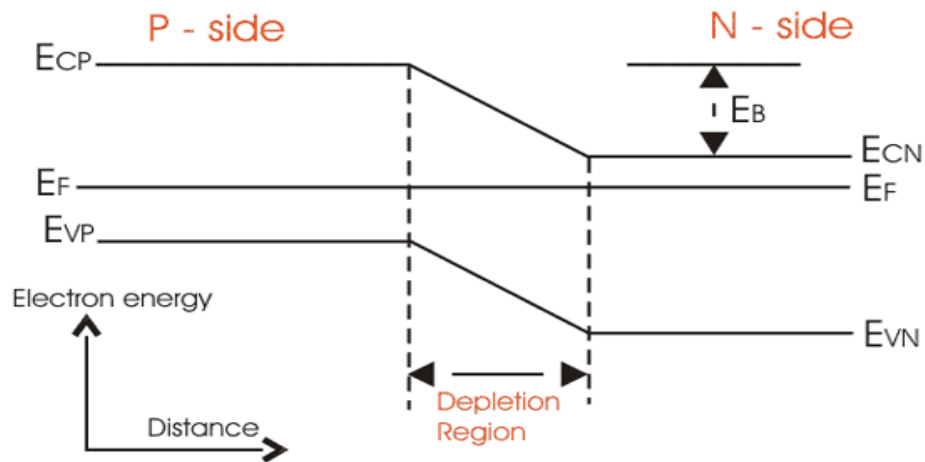 P - side
N - side
ECP
EB
ECN
EF
EF
EVP
Electron energy
EVN
Depletion
Region
Distance